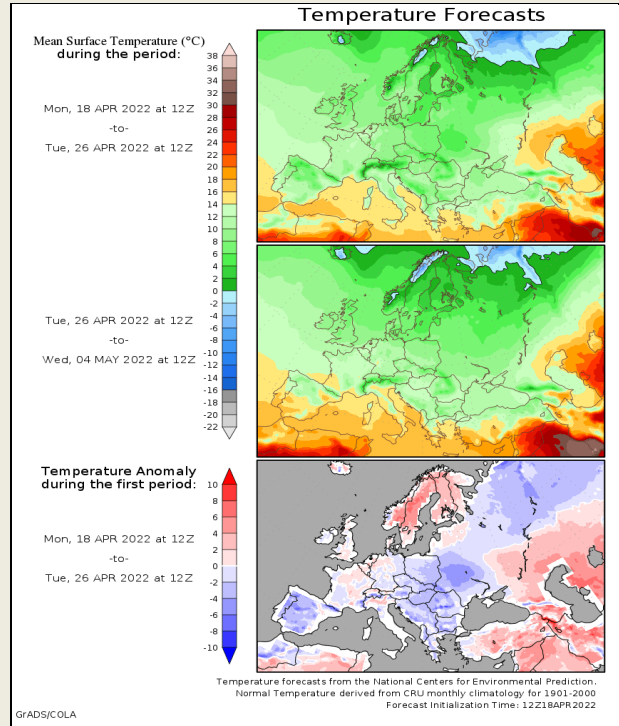 Temperature Forecasts
Mean Surface Temperature (°C)
during the period:
Mon, 18 APR 2022 at 12Z
-to-
Tue, 26 APR 2022 at 12Z
Tue, 26 APR 2022 at 12Z
-to-
Wed, 04 MAY 2022 at 12Z
38
36
34
32
30
28
26
24
22
20
18
16
14
12
10
8
6
4
2
0
-2
-4
-6
-8
-10
-12
-14
-16
-18
-20
-22
Temperature Anomaly
during the first period:
Mon, 18 APR 2022 at 12Z
-to-
Tue, 26 APR 2022 at 12Z
10
8
6
4
2
0
-2
-4
-6
-8
-10
Temperature forecasts from the National Centers for Environmental Prediction.
Normal Temperature derived from CRU monthly climatology for 1901-2000
Forecast Initialization Time: 12Z18APR2022
GrADS/COLA